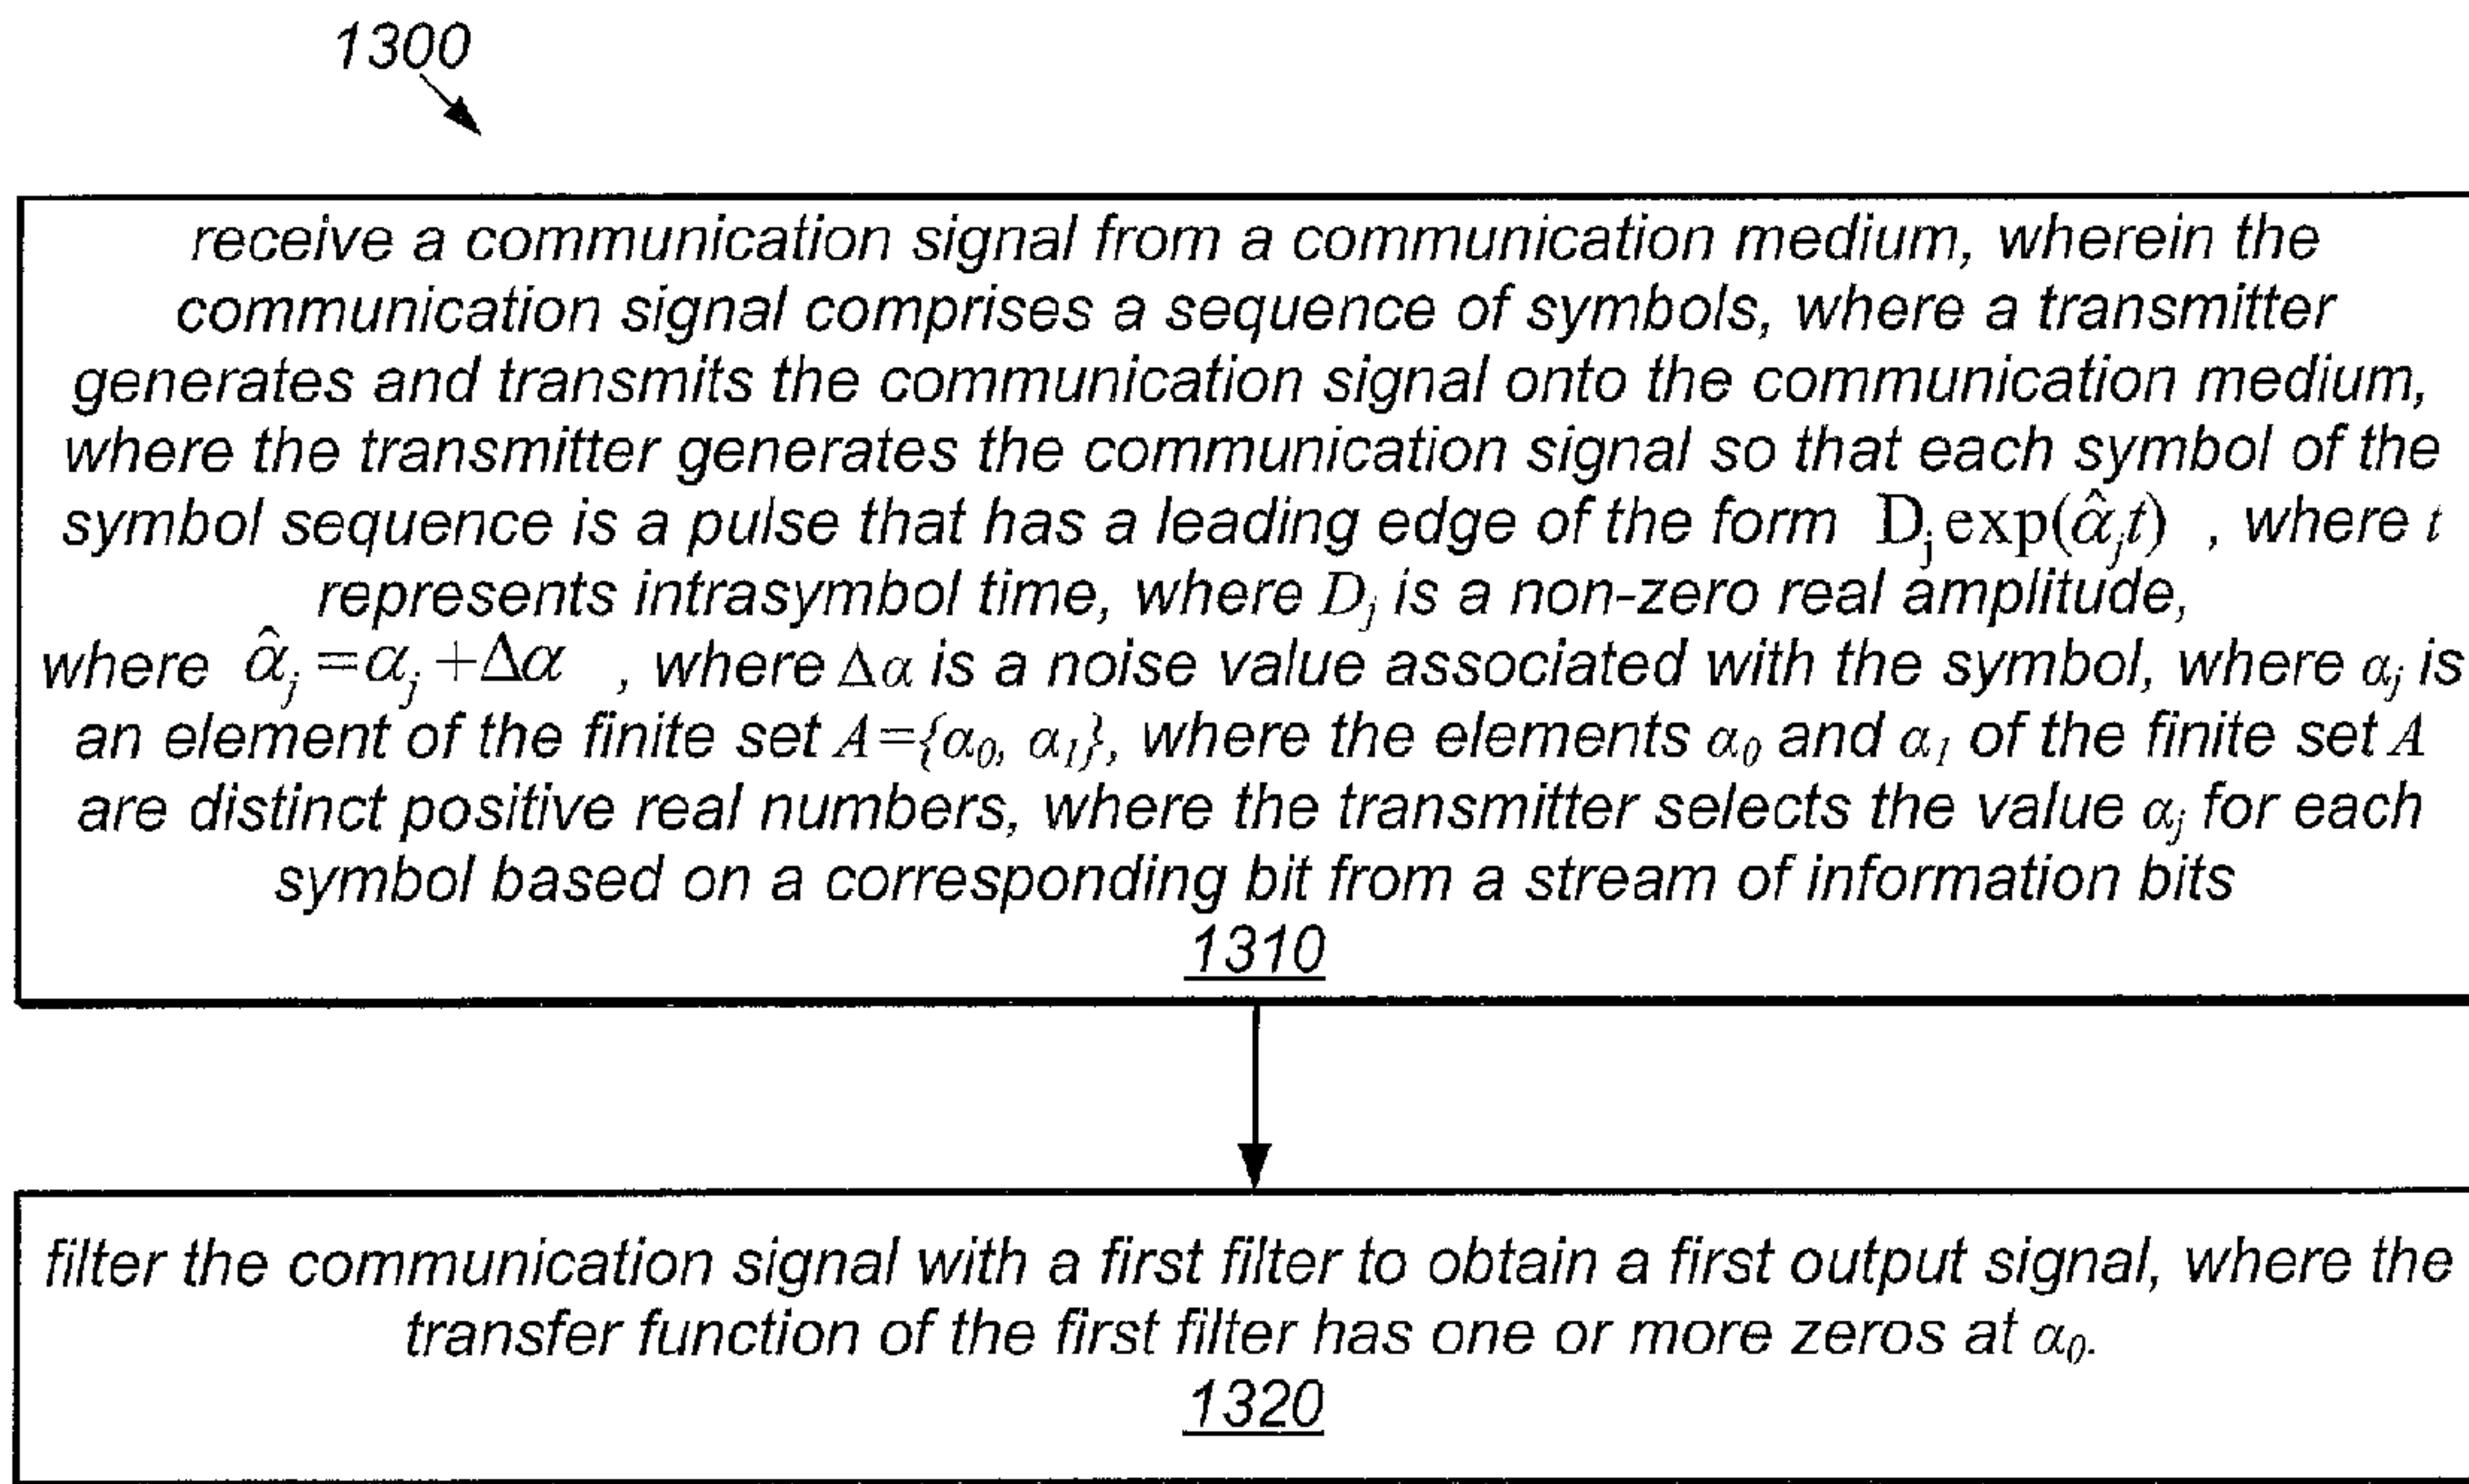 1300
receive a communication signal from a communication medium, wherein the
communication signal comprises a sequence of symbols, where a transmitter
generates and transmits the communication signal onto the communication medium,
where the transmitter generates the communication signal so that each symbol of the
symbol sequence is a pulse that has a leading edge of the form D_j exp(α̂_j t) , where t
represents intrasymbol time, where D_j is a non-zero real amplitude,
where α̂_j = α_j + Δα , where Δα is a noise value associated with the symbol, where α_j is
an element of the finite set A={α_0, α_1}, where the elements α_0 and α_1 of the finite set A
are distinct positive real numbers, where the transmitter selects the value α_j for each
symbol based on a corresponding bit from a stream of information bits
1310
filter the communication signal with a first filter to obtain a first output signal, where the
transfer function of the first filter has one or more zeros at α_0.
1320